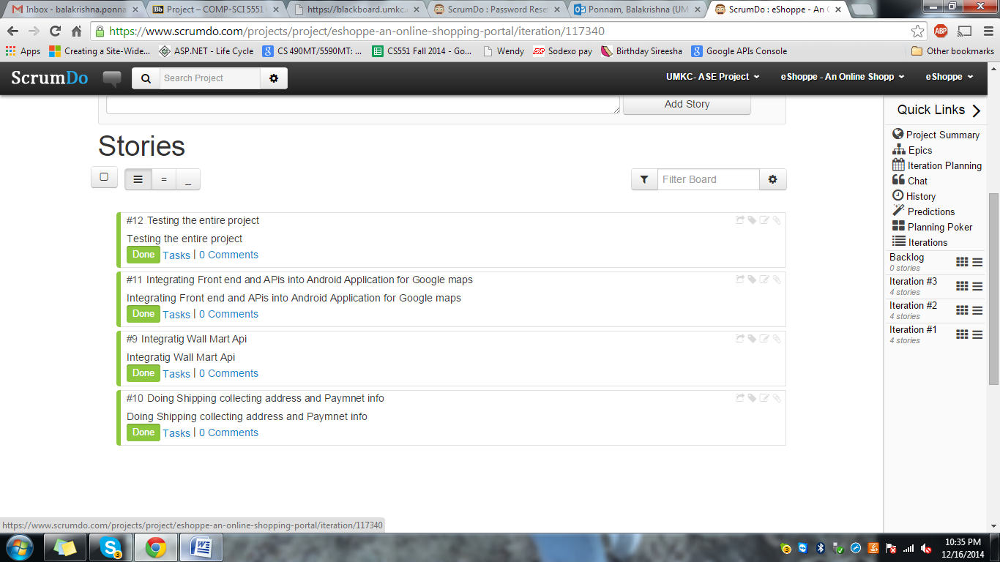 Inbox - balakrishna.ponna
Project – COMP-SCI 5551
https://blackboard.umkc.
ScrumDo : Password Rese
Ponnam, Balakrishna (UM
ScrumDo : eShoppe - An
https://www.scrumdo.com/projects/project/eshoppe-an-online-shopping-portal/iteration/117340
ABP
Apps
Creating a Site-Wide...
ASP.NET - Life Cycle
CS 490MT/5590MT: ...
CS551 Fall 2014 - Go...
Wendy
Sodexo pay
Birthday Sireesha
Google APIs Console
Other bookmarks
ScrumDo
Search Project
UMKC- ASE Project
eShoppe - An Online Shopp
eShoppe
Add Story
Quick Links
Project Summary
Epics
Iteration Planning
Chat
History
Predictions
Planning Poker
Iterations
Backlog
0 stories
Iteration #3
4 stories
Iteration #2
4 stories
Iteration #1
4 stories
Stories
Filter Board
#12 Testing the entire project
Testing the entire project
Done Tasks | 0 Comments
#11 Integrating Front end and APis into Android Application for Google maps
Integrating Front end and APis into Android Application for Google maps
Done Tasks | 0 Comments
#9 Integratig Wall Mart Api
Integratig Wall Mart Api
Done Tasks | 0 Comments
#10 Doing Shipping collecting address and Paymnet info
Doing Shipping collecting address and Paymnet info
Done Tasks | 0 Comments
https://www.scrumdo.com/projects/project/eshoppe-an-online-shopping-portal/iteration/117340
10:35 PM
12/16/2014